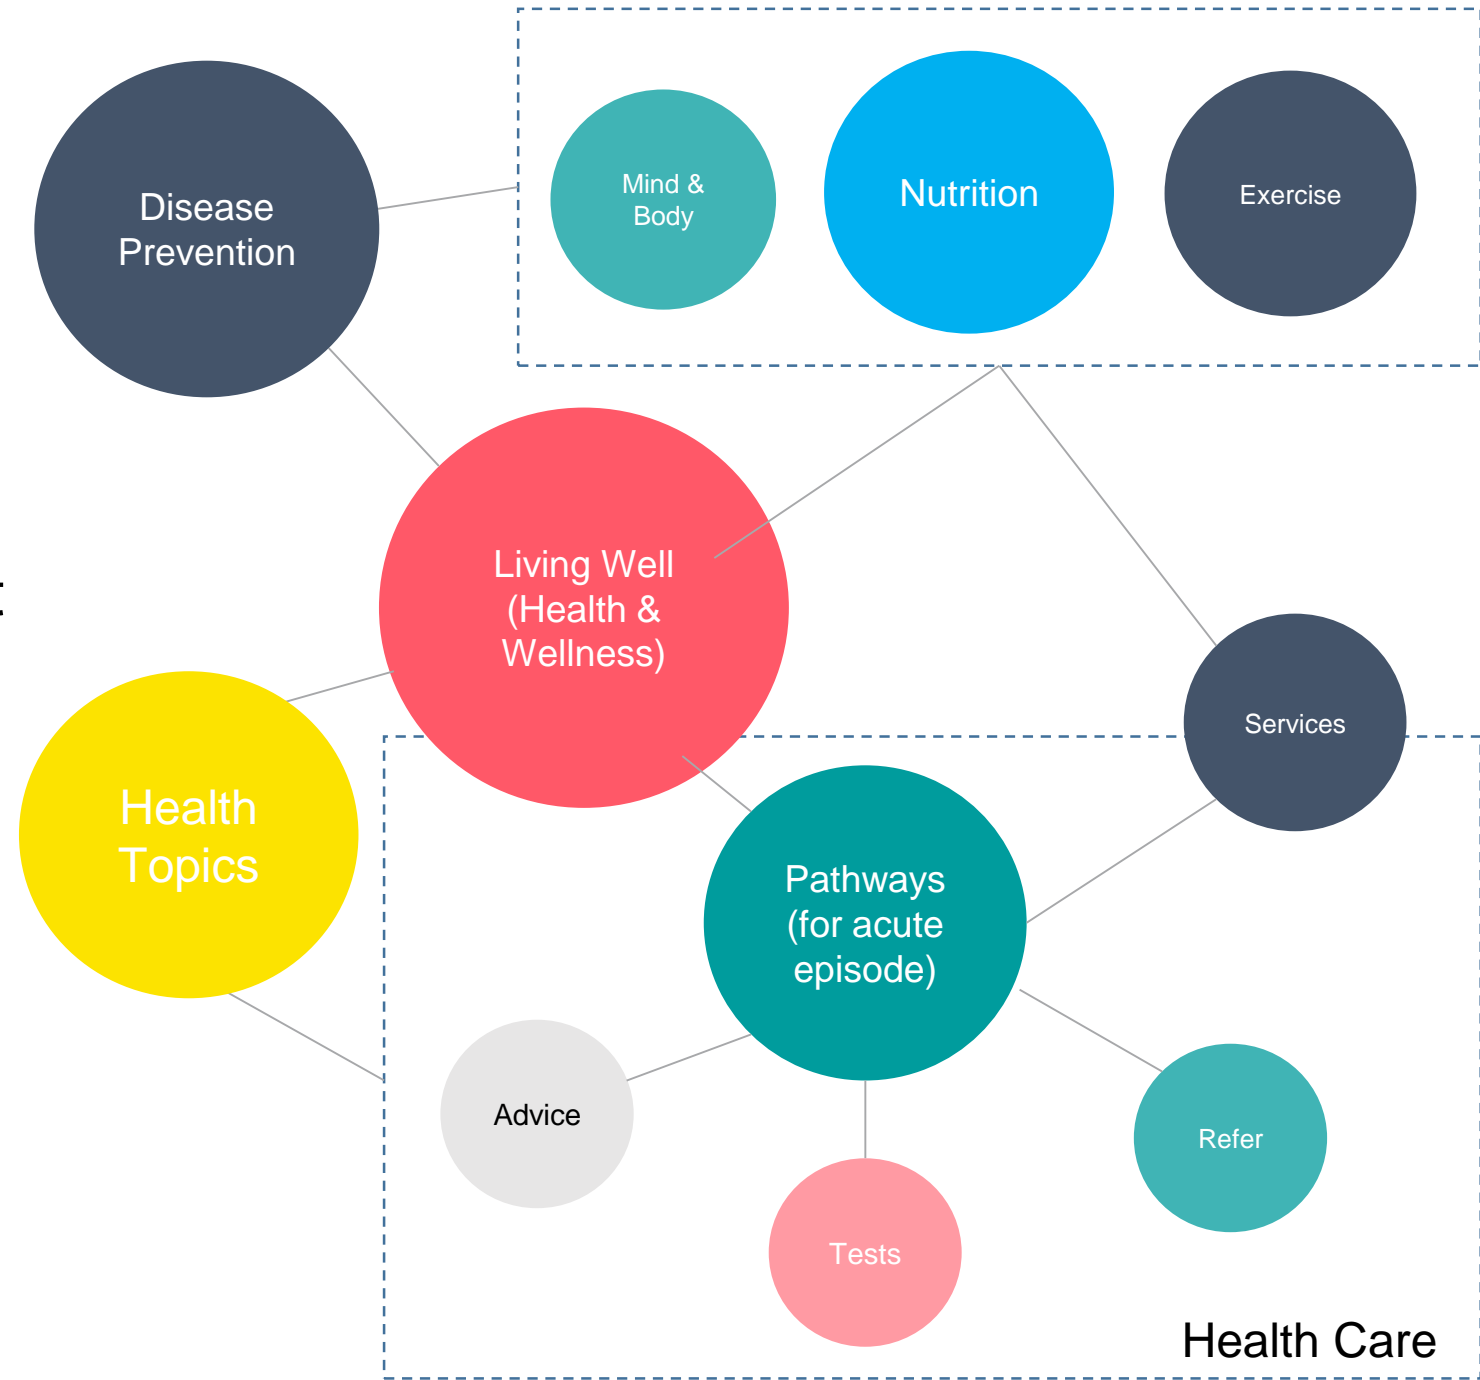 Disease
Prevention
Mind &
Body
Nutrition
Exercise
Living Well
(Health &
Wellness)
Services
Health
Topics
Pathways
(for acute
episode)
Advice
Refer
Tests
Health Care